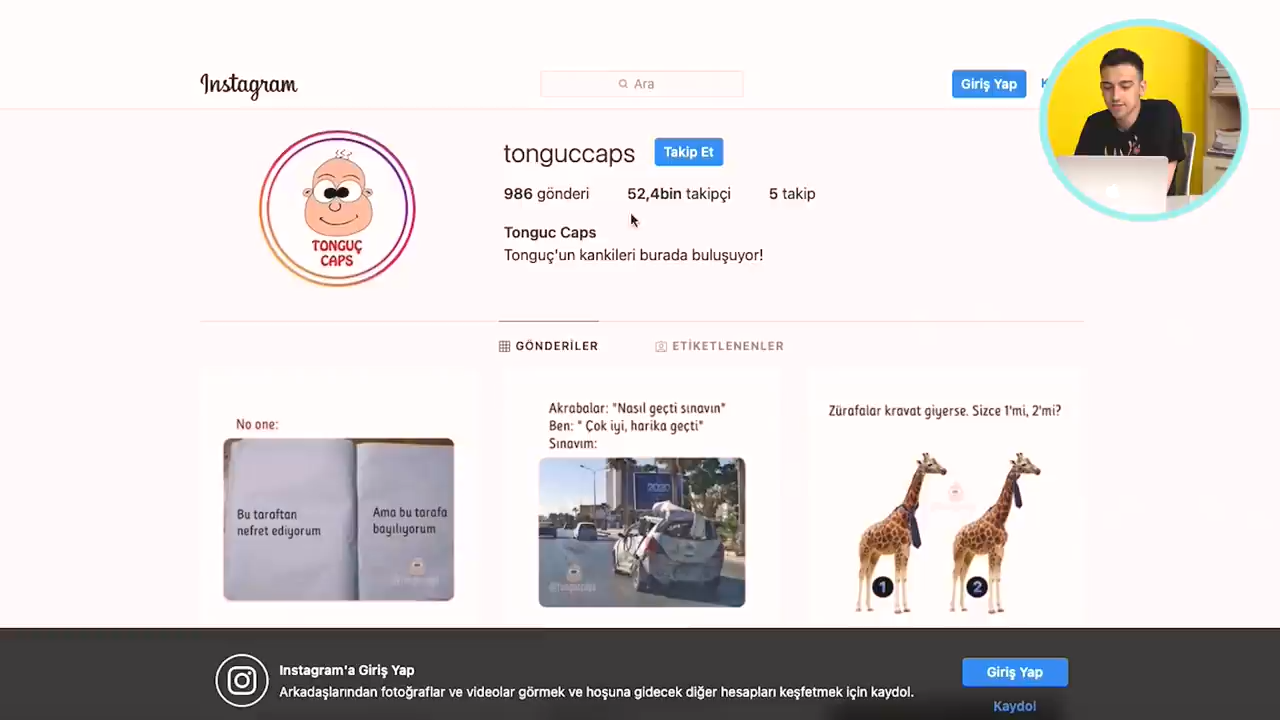 Instagram
Ara
Giriş Yap
TONGUÇ
CAPS
tonguccaps
Takip Et
986 gönderi 52,4bin takipçi 5 takip
Tonguc Caps
Tonguç'un kankileri burada buluşuyor!
GÖNDERİLER
ETİKETLENENLER
No one:
Bu taraftan
nefret ediyorum
Ama bu tarafa
bayılıyorum
Akrabalar: "Nasıl geçti sınavın"
Ben: " Çok iyi, harika geçti"
Sınavım:
2020
@tonguccaps
Zürafalar kravat giyerse. Sizce 1'mi, 2'mi?
1
2
Instagram'a Giriş Yap
Arkadaşlarından fotoğraflar ve videolar görmek ve hoşuna gidecek diğer hesapları keşfetmek için kaydol.
Giriş Yap
Kaydol